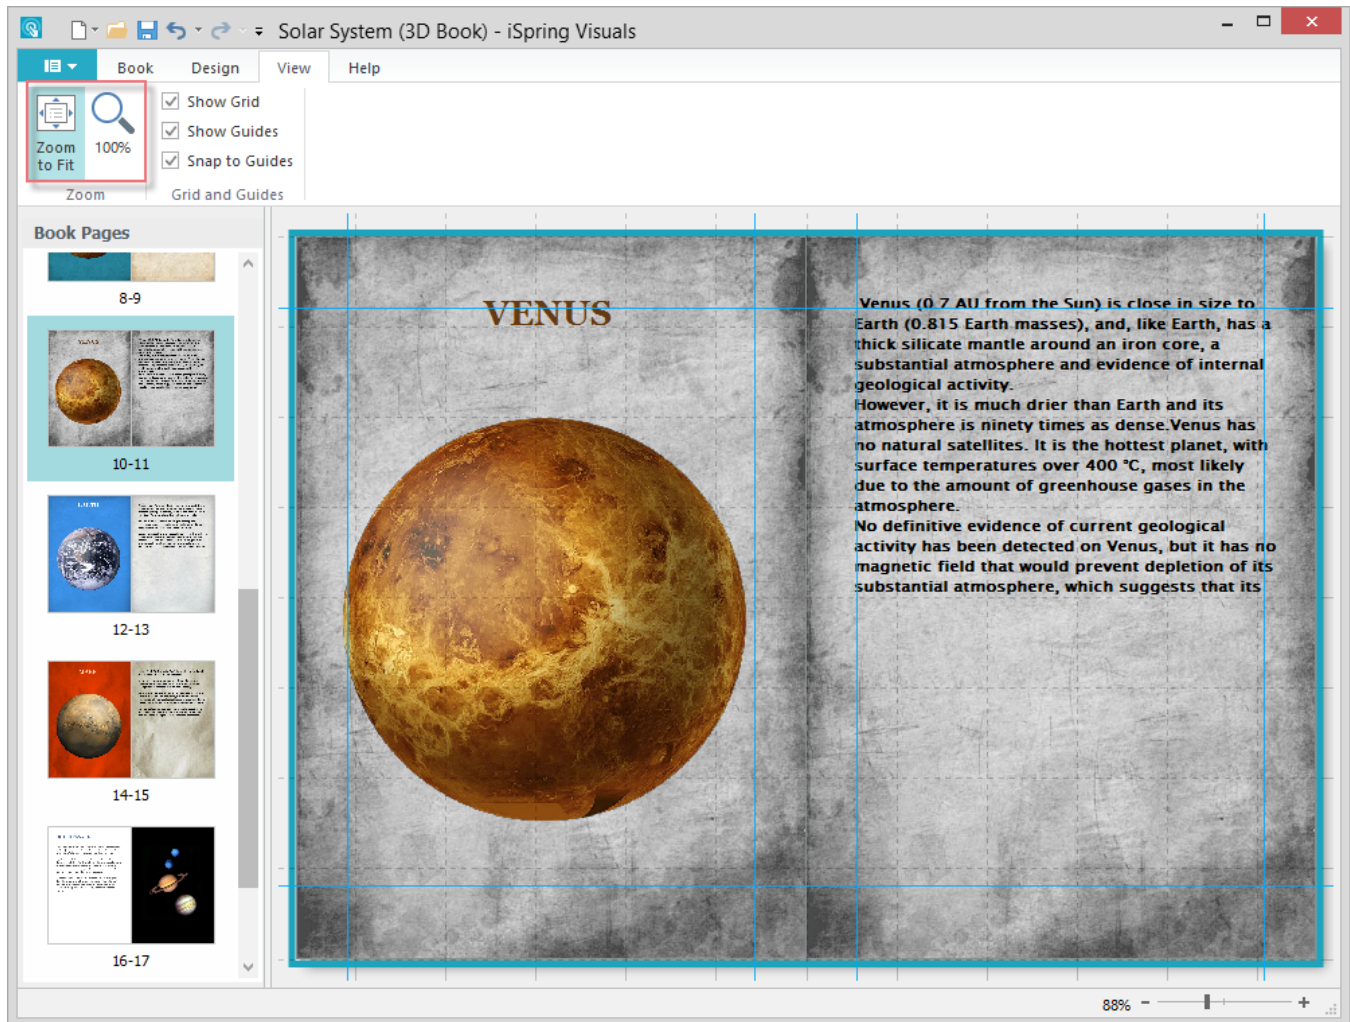 Solar System (3D Book) - iSpring Visuals
Book Design View Help
Zoom to Fit
100%
Show Grid
Show Guides
Snap to Guides
Zoom
Grid and Guides
Book Pages
8-9
VENUS
10-11
EARTH
12-13
MARS
14-15
16-17
VENUS
Venus (0.7 AU from the Sun) is close in size to
Earth (0.815 Earth masses), and, like Earth, has a
thick silicate mantle around an iron core, a
substantial atmosphere and evidence of internal
geological activity.
However, it is much drier than Earth and its
atmosphere is ninety times as dense.Venus has
no natural satellites. It is the hottest planet, with
surface temperatures over 400 °C, most likely
due to the amount of greenhouse gases in the
atmosphere.
No definitive evidence of current geological
activity has been detected on Venus, but it has no
magnetic field that would prevent depletion of its
substantial atmosphere, which suggests that its
88%